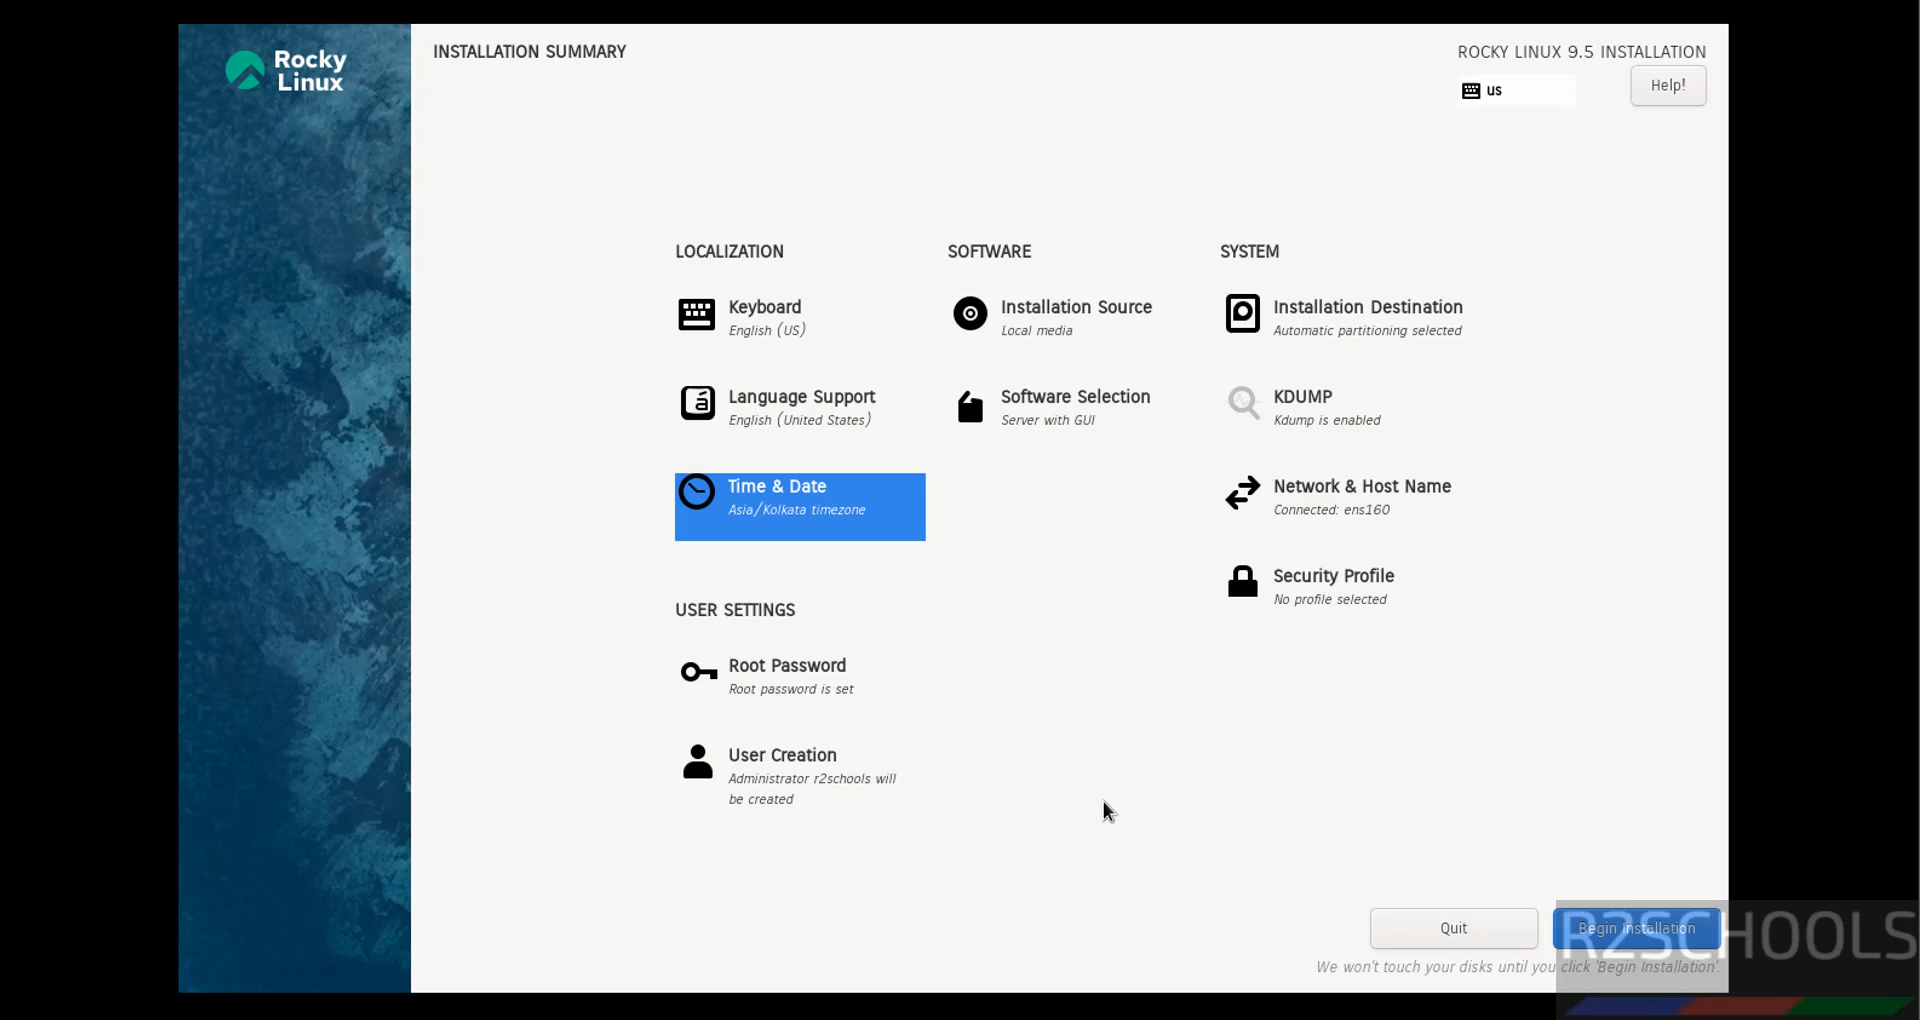 Rocky
Linux
INSTALLATION SUMMARY
ROCKY LINUX 9.5 INSTALLATION
us
Help!
LOCALIZATION
Keyboard
English (US)
Language Support
English (United States)
Time & Date
Asia/Kolkata timezone
SOFTWARE
Installation Source
Local media
Software Selection
Server with GUI
SYSTEM
Installation Destination
Automatic partitioning selected
KDUMP
Kdump is enabled
Network & Host Name
Connected: ens160
Security Profile
No profile selected
USER SETTINGS
Root Password
Root password is set
User Creation
Administrator r2schools will
be created
Quit
Begin Installation
We won't touch your disks until you click 'Begin Installation'.
R2SCHOOLS